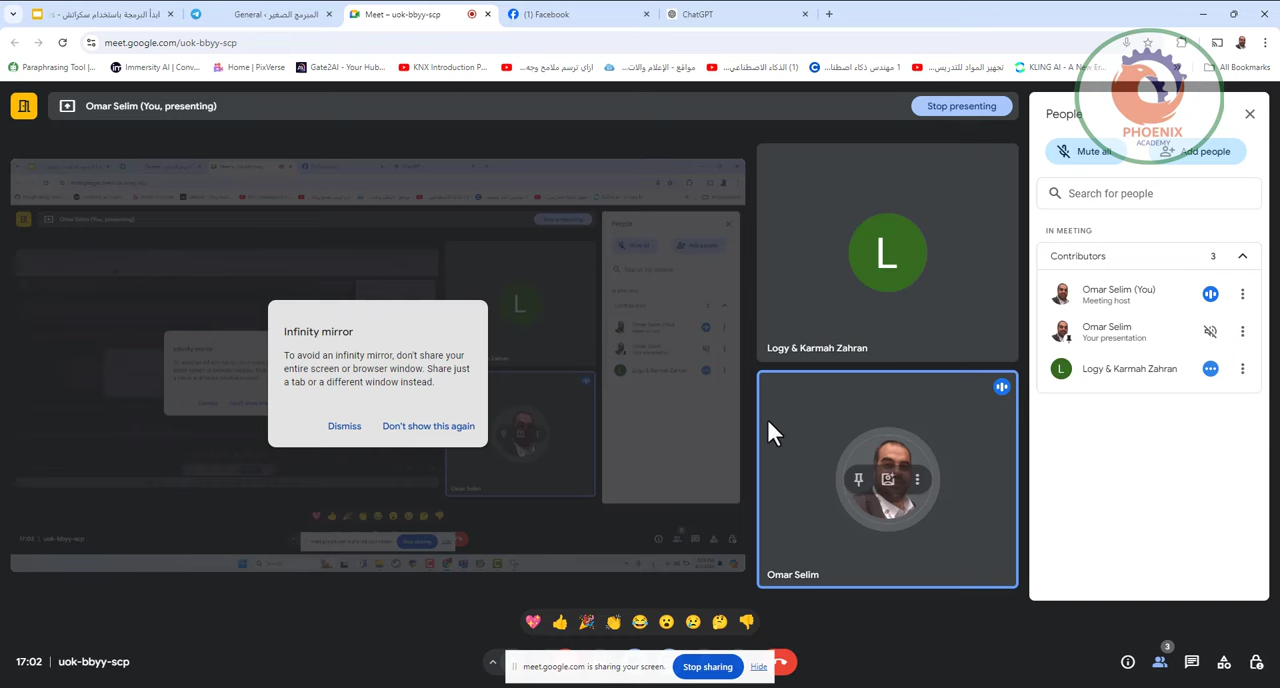 ابدأ البرمجة باستخدام سكراتش
General › المبرمج الصغير
Meet – uok-bbyy-scp
(1) Facebook
ChatGPT
meet.google.com/uok-bbyy-scp
Paraphrasing Tool |...
Immersity AI | Conv...
Home | PixVerse
Gate2AI - Your Hub...
KNX Introduction...
ازاي ترسم ملامح وجه...
مواقع - الإعلام والات...
(1) الذكاء الاصطناعي...
1 مهندس ذكاء اصطنا...
تجهيز المواد للتدريس...
KLING AI - A New Er...
All Bookmarks
Omar Selim (You, presenting)
Stop presenting
People
PHOENIX
ACADEMY
Mute all
Add people
Search for people
IN MEETING
Contributors
3
Omar Selim (You)
Meeting host
Omar Selim
Your presentation
Logy & Karmah Zahran
L
Logy & Karmah Zahran
Omar Selim
Infinity mirror
To avoid an infinity mirror, don't share your
entire screen or browser window. Share just
a tab or a different window instead.
Dismiss
Don't show this again
17:02 | uok-bbyy-scp
meet.google.com is sharing your screen.
Stop sharing
Hide
3